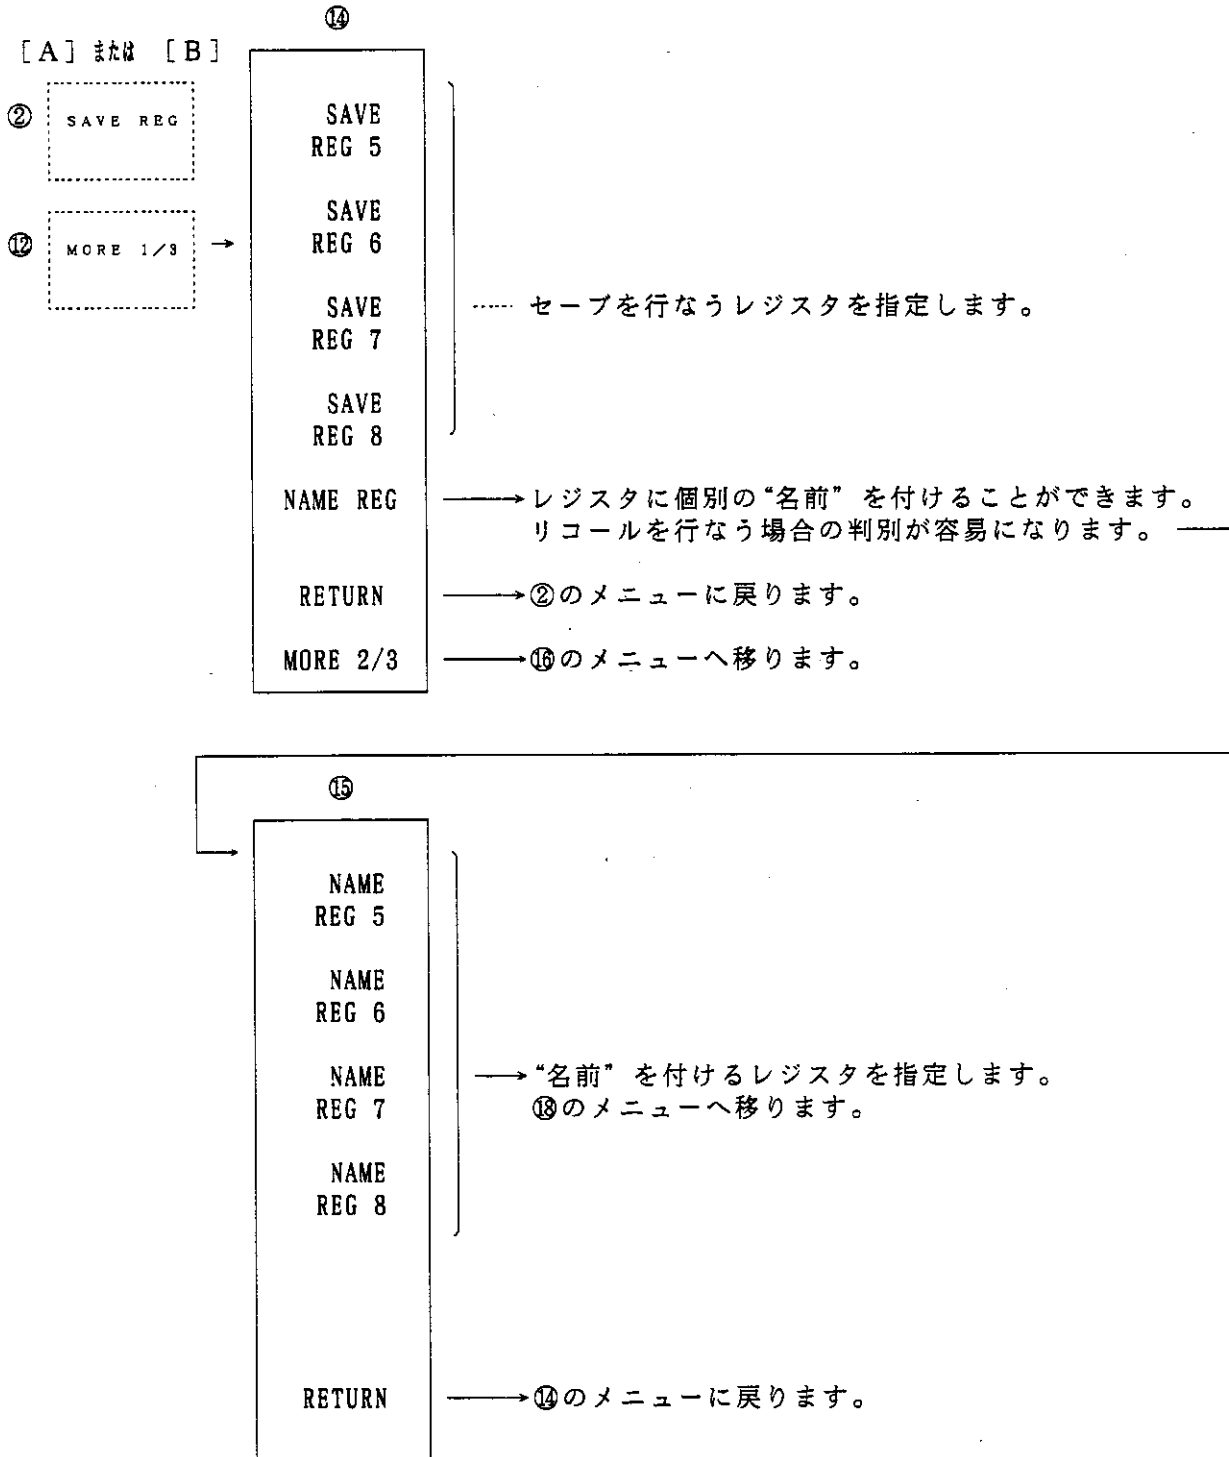 ⑭
［A］または ［B］
② SAVE REG
⑫ MORE 1/3 →
SAVE
REG 5
SAVE
REG 6
SAVE
REG 7
SAVE
REG 8
…… セーブを行なうレジスタを指定します。
NAME REG → レジスタに個別の“名前”を付けることができます。
リコールを行なう場合の判別が容易になります。
RETURN → ②のメニューに戻ります。
MORE 2/3 → ⑯のメニューへ移ります。
⑮
NAME
REG 5
NAME
REG 6
NAME
REG 7
NAME
REG 8
→ “名前”を付けるレジスタを指定します。
⑱のメニューへ移ります。
RETURN → ⑭のメニューに戻ります。